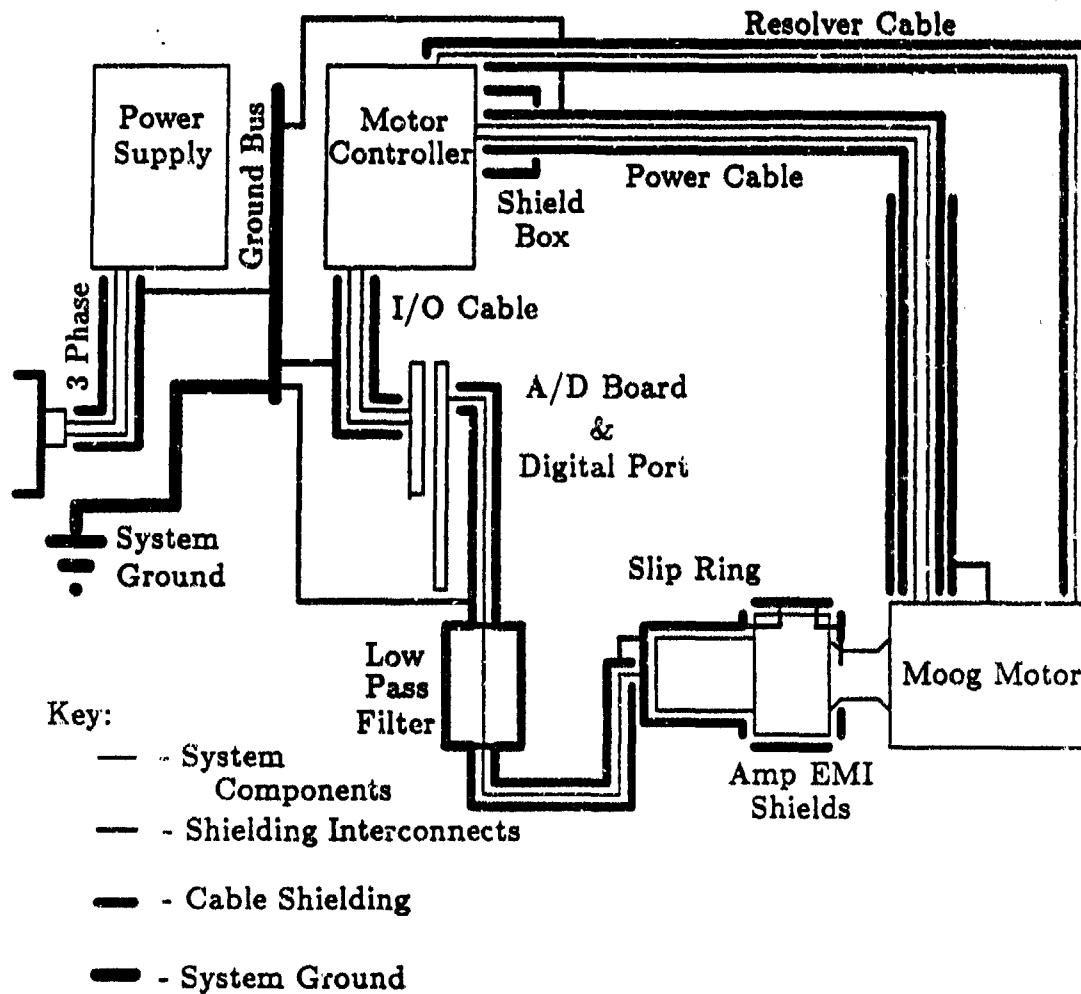 Resolver Cable
Power
Supply
Ground Bus
Motor
Controller
Power Cable
Shield
Box
3 Phase
I/O Cable
A/D Board
&
Digital Port
System
Ground
Slip Ring
Low
Pass
Filter
Moog Motor
Amp EMI
Shields
Key:
- System
Components
- Shielding Interconnects
- Cable Shielding
- System Ground